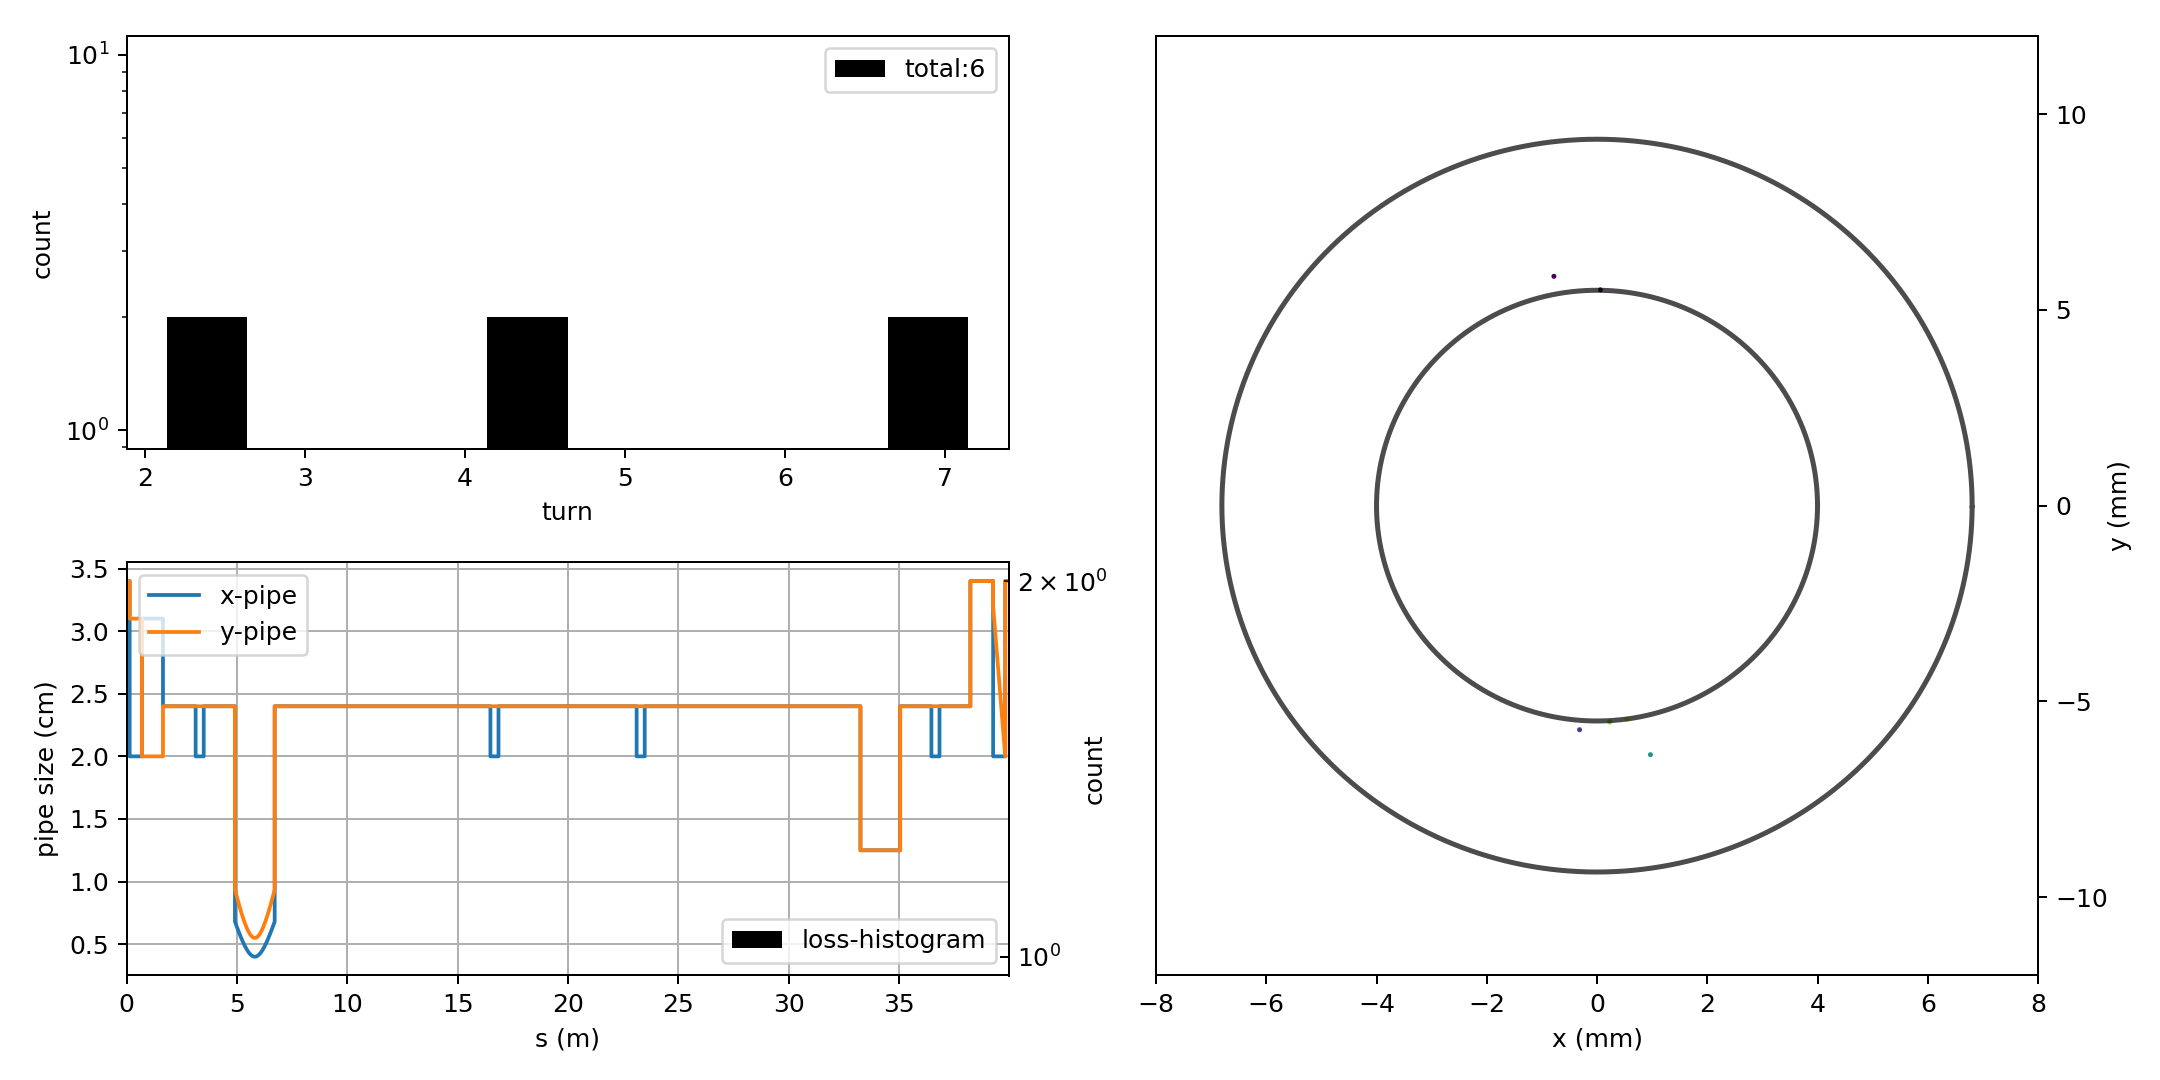 10¹
10⁰
count
total:6
2 3 4 5 6 7
turn
3.5
3.0
2.5
2.0
1.5
1.0
0.5
pipe size (cm)
x-pipe
y-pipe
loss-histogram
2 × 10⁰
10⁰
count
0 5 10 15 20 25 30 35
s (m)
10
5
0
−5
−10
y (mm)
−8 −6 −4 −2 0 2 4 6 8
x (mm)